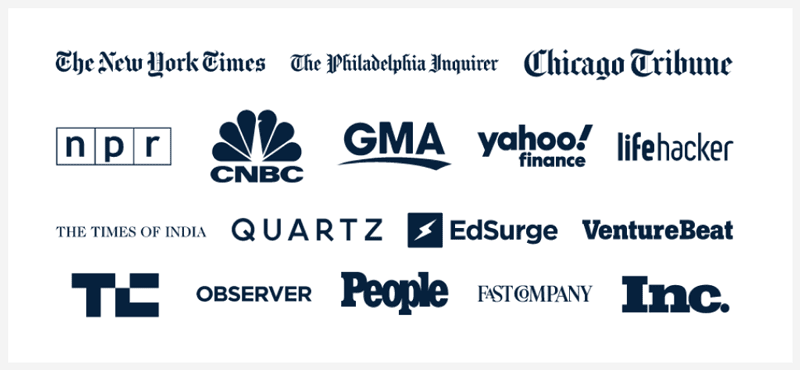 The New York Times The Philadelphia Inquirer Chicago Tribune
npr CNBC GMA yahoo! finance lifehacker
THE TIMES OF INDIA QUARTZ EdSurge VentureBeat
TC OBSERVER People FAST COMPANY Inc.